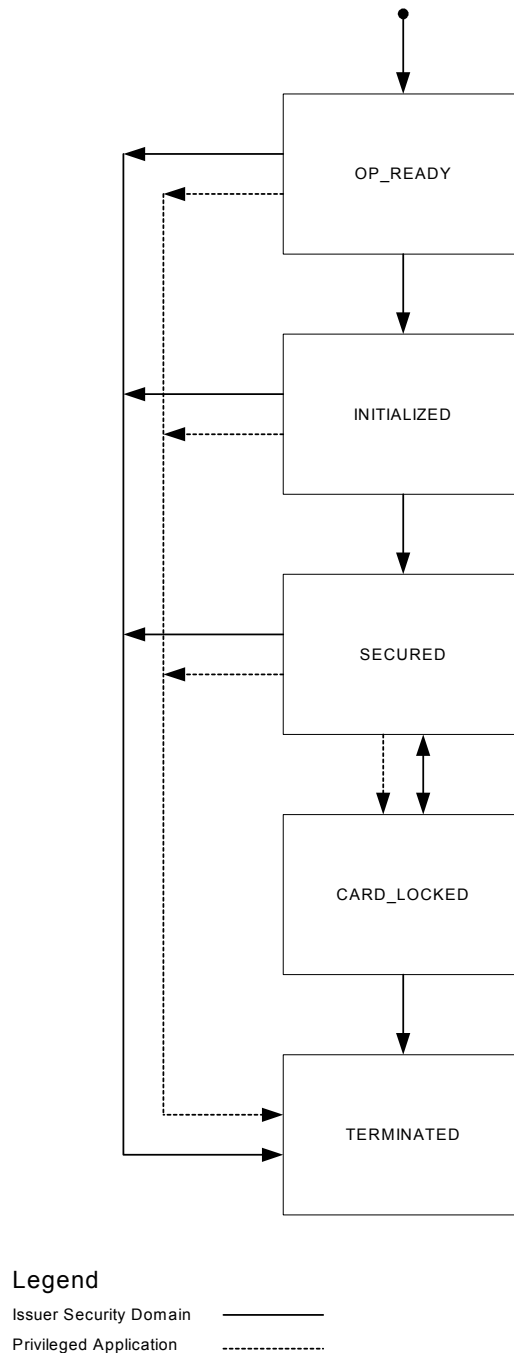 OP_READY
INITIALIZED
SECURED
CARD_LOCKED
TERMINATED
Legend
Issuer Security Domain
Privileged Application